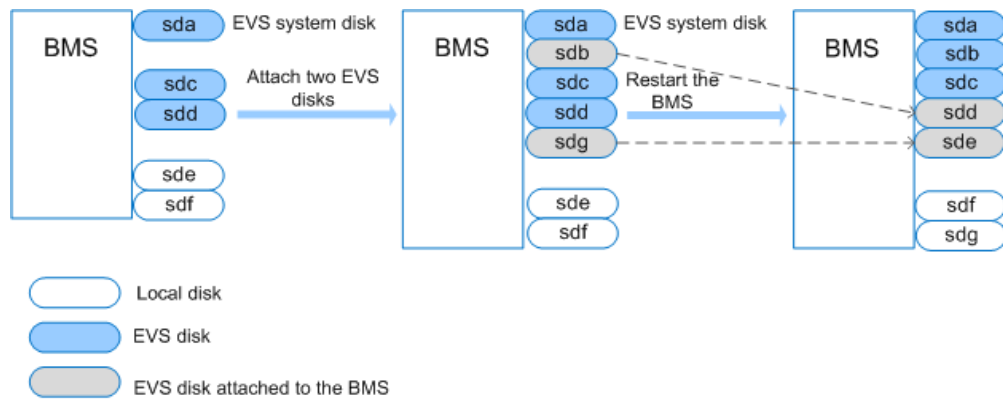 BMS
sda
EVS system disk
sdc
sdd
Attach two EVS
disks
sde
sdf
BMS
sda
EVS system disk
sdb
sdc
sdd
sdg
Restart the
BMS
sde
sdf
BMS
sda
sdb
sdc
sdd
sde
sdf
sdg
Local disk
EVS disk
EVS disk attached to the BMS